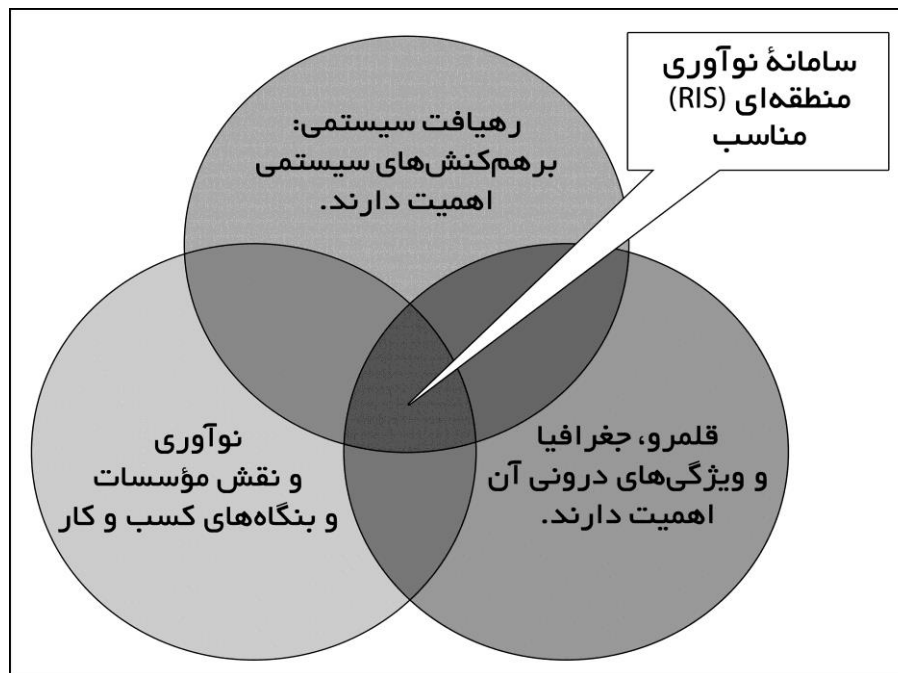 سامانهٔ نوآوری
منطقه‌ای (RIS)
مناسب
رهیافت سیستمی:
برهم‌کنش‌های سیستمی
اهمیت دارند.
قلمرو، جغرافیا
و ویژگی‌های درونی آن
اهمیت دارند.
نوآوری
و نقش مؤسسات
و بنگاه‌های کسب و کار